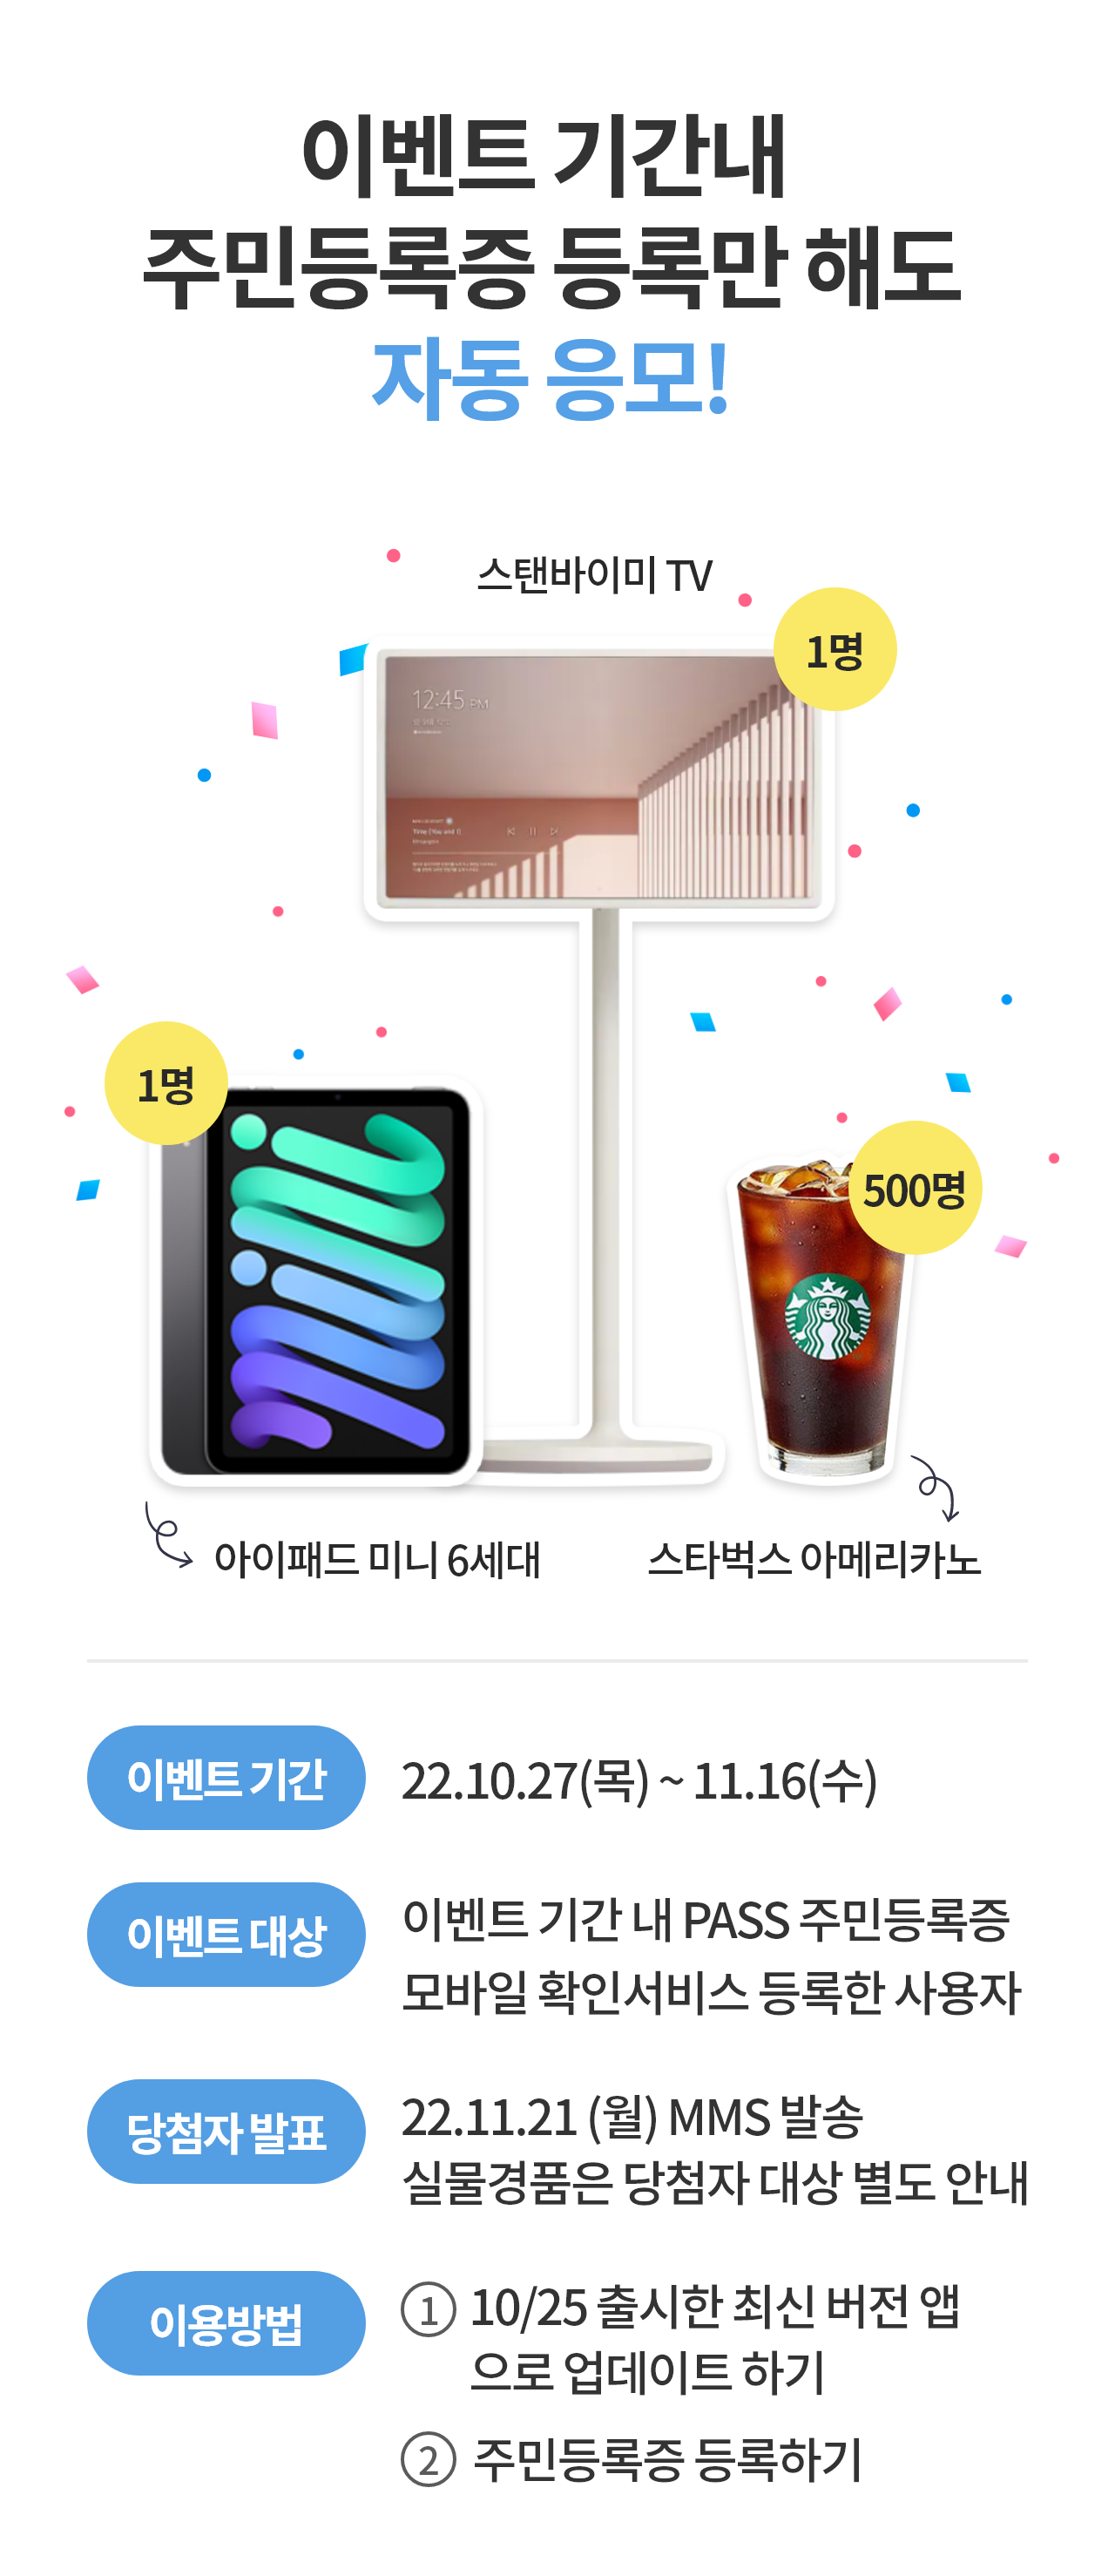 이벤트 기간내
주민등록증 등록만 해도
자동 응모!
스탠바이미 TV
1명
12:45 PM
Time (You and I)
Khruangbin
1명
500명
아이패드 미니 6세대
스타벅스 아메리카노
이벤트 기간
22.10.27(목) ~ 11.16(수)
이벤트 대상
이벤트 기간 내 PASS 주민등록증
모바일 확인서비스 등록한 사용자
당첨자 발표
22.11.21 (월) MMS 발송
실물경품은 당첨자 대상 별도 안내
이용방법
① 10/25 출시한 최신 버전 앱
으로 업데이트 하기
② 주민등록증 등록하기